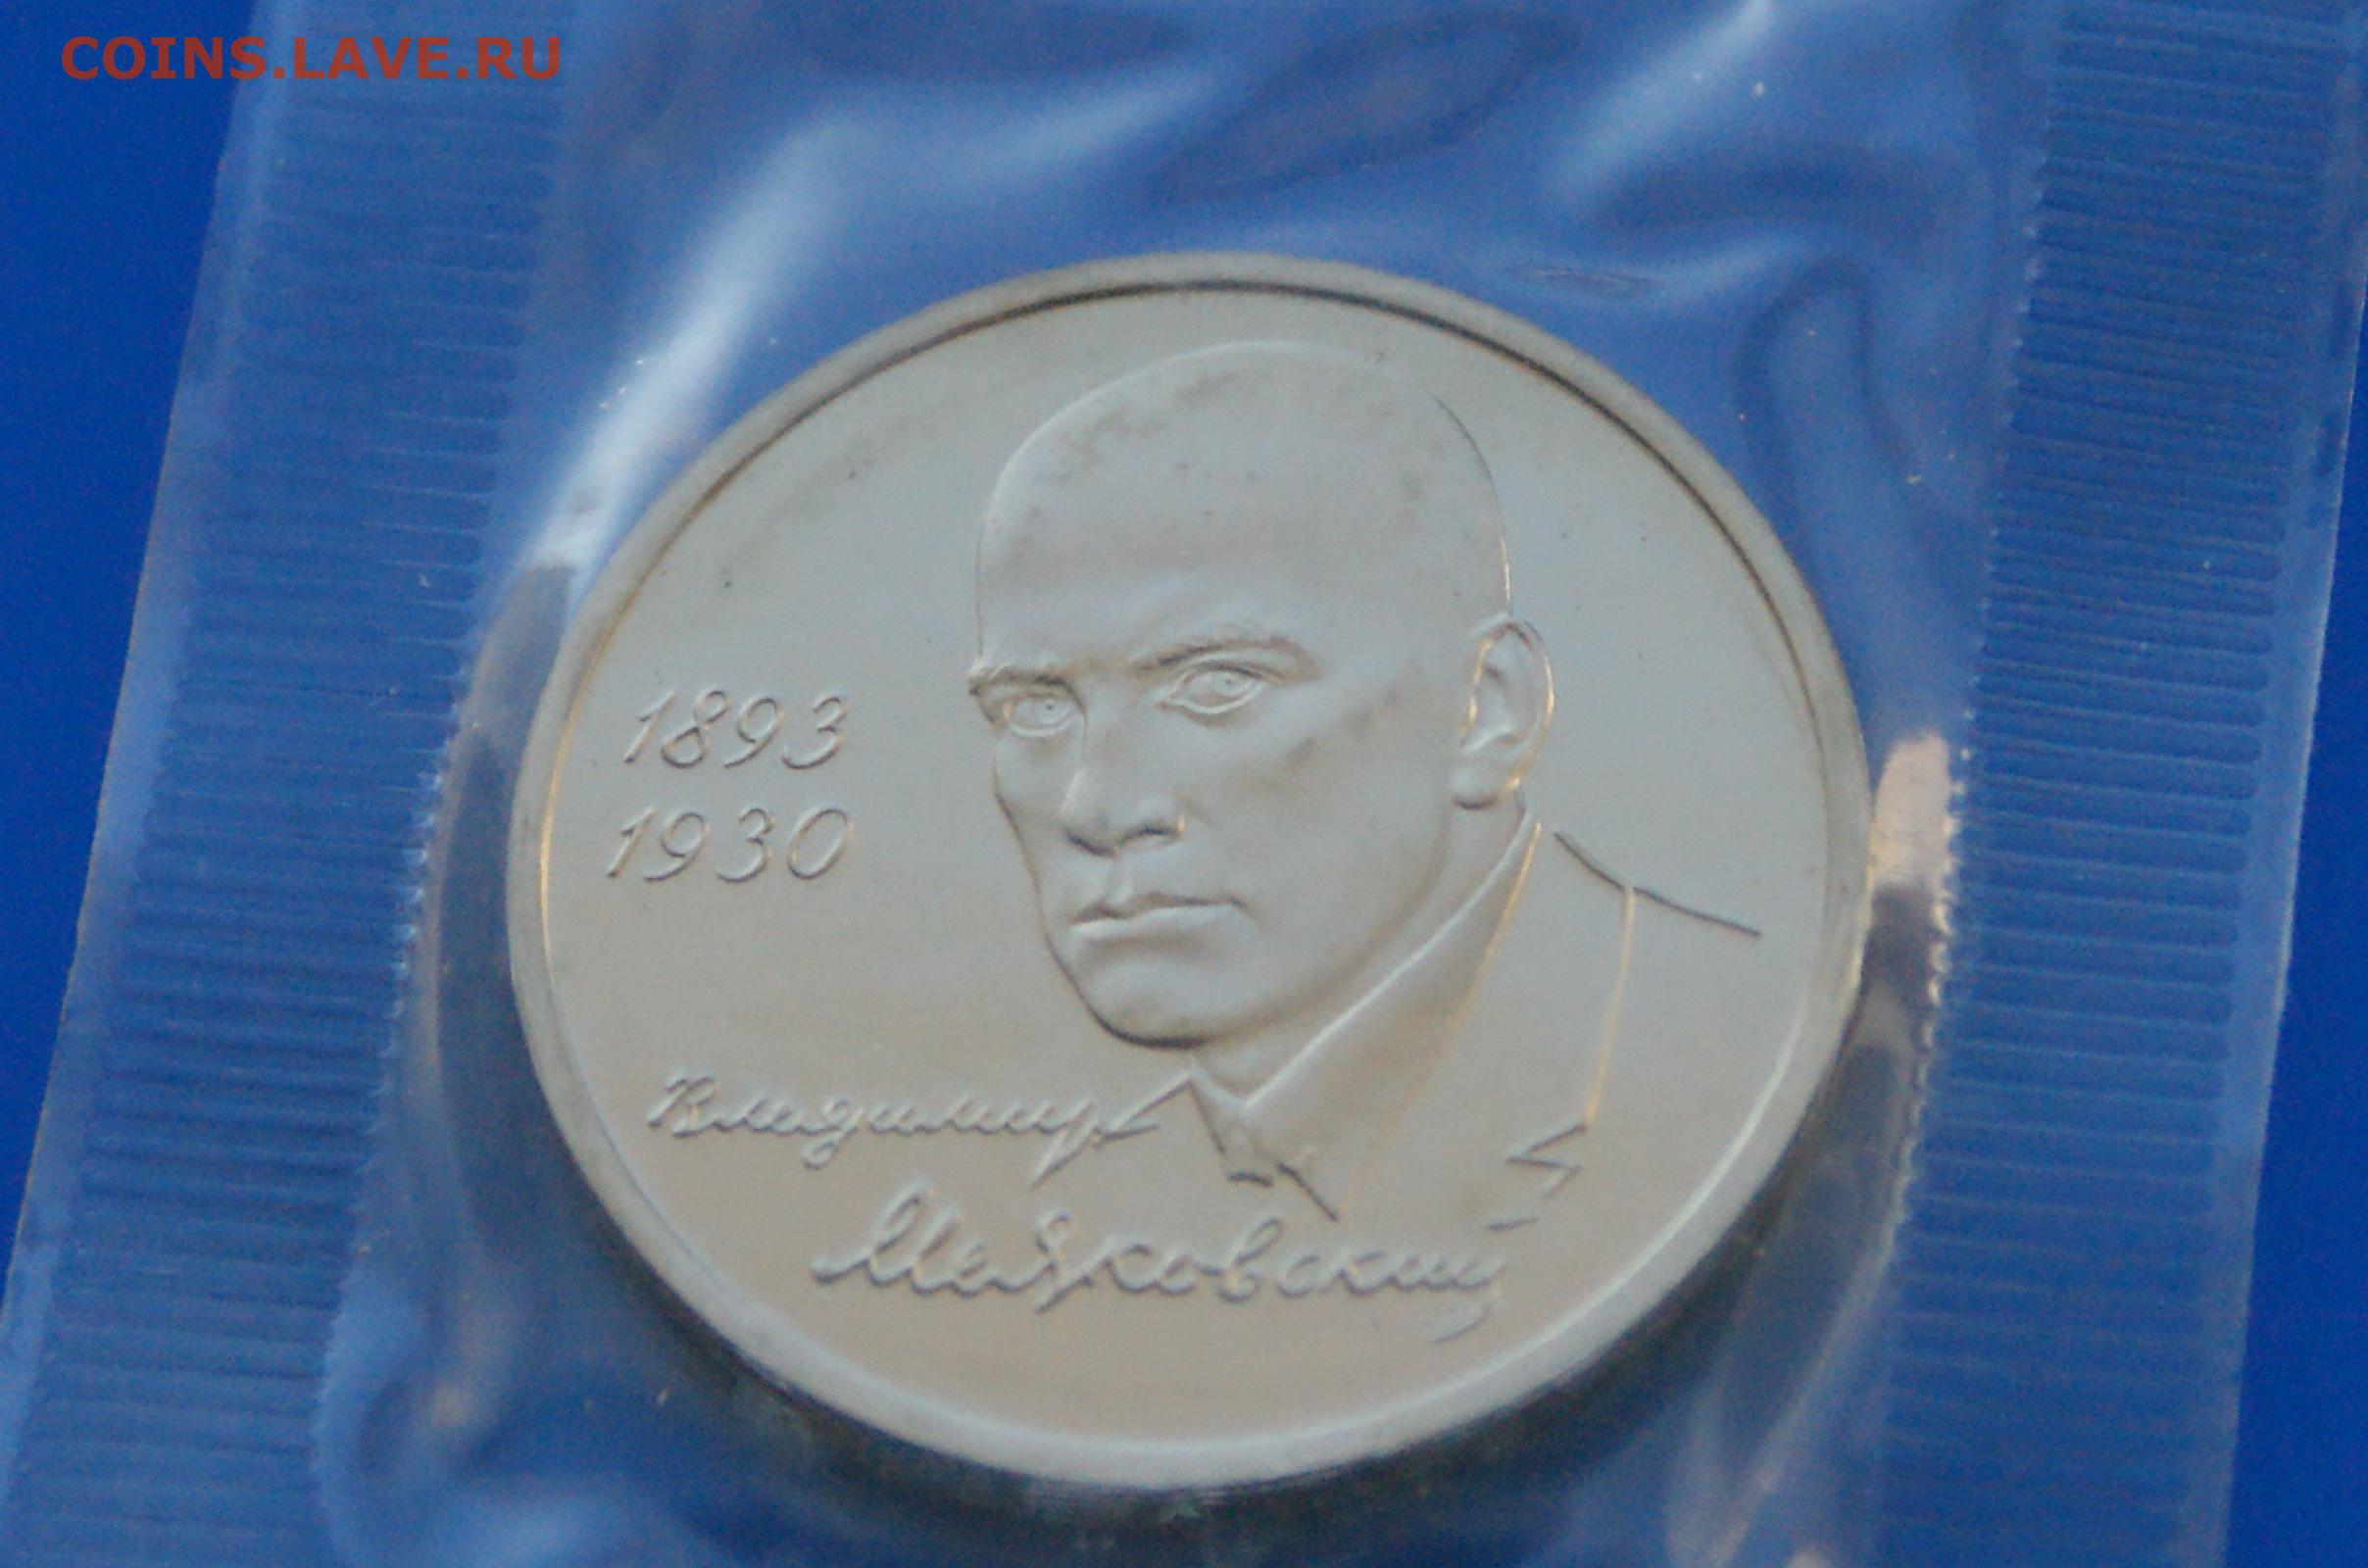 COINS.LAVE.RU
1893
1930
Владимир
Маяковский